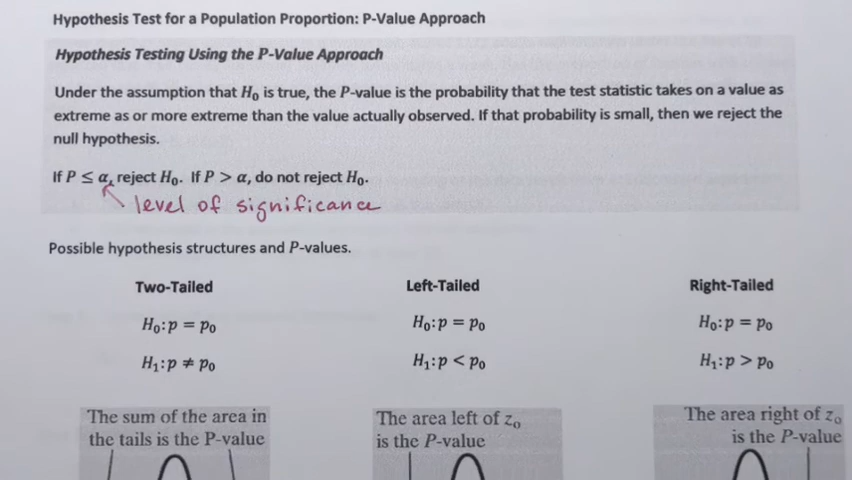 Hypothesis Test for a Population Proportion: P-Value Approach
Hypothesis Testing Using the P-Value Approach
Under the assumption that H₀ is true, the P-value is the probability that the test statistic takes on a value as
extreme as or more extreme than the value actually observed. If that probability is small, then we reject the
null hypothesis.
If P ≤ α, reject H₀. If P > α, do not reject H₀.
level of significance
Possible hypothesis structures and P-values.
Two-Tailed Left-Tailed Right-Tailed
H₀: p = p₀ H₀: p = p₀ H₀: p = p₀
H₁: p ≠ p₀ H₁: p < p₀ H₁: p > p₀
The sum of the area in
the tails is the P-value
The area left of z₀
is the P-value
The area right of z₀
is the P-value